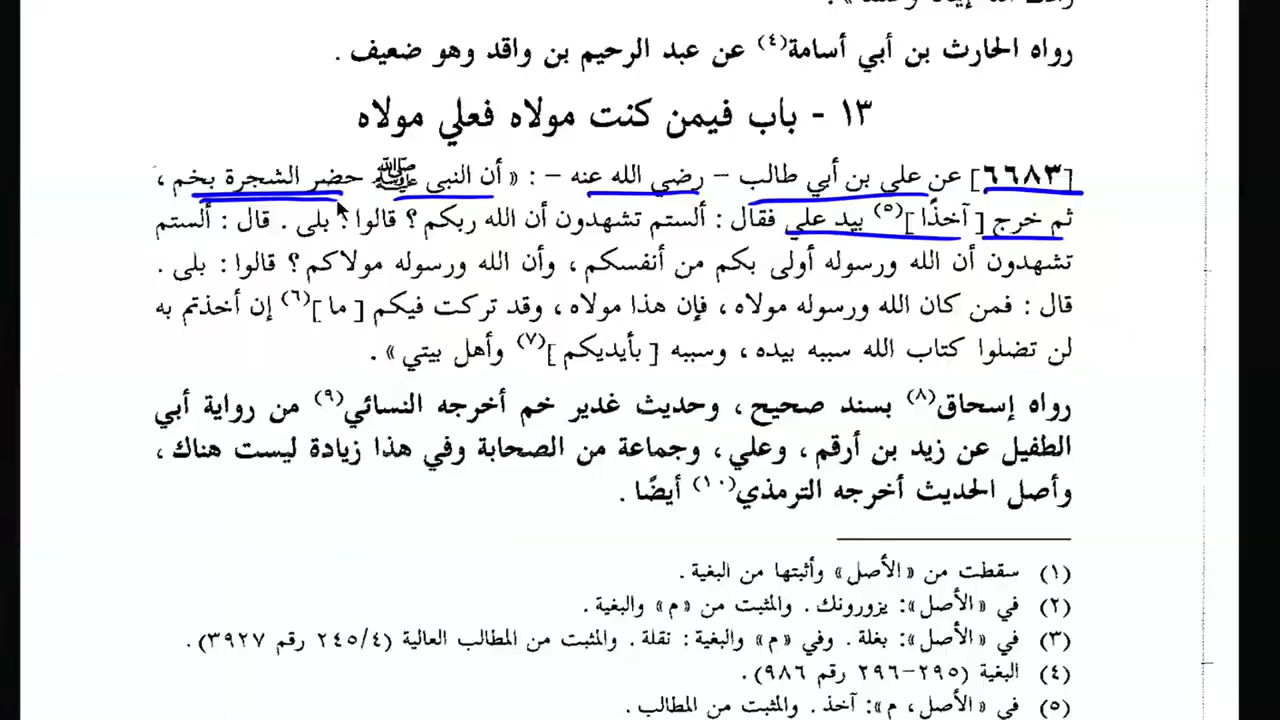 رواه الحارث بن أبي أسامة(٤) عن عبد الرحيم بن واقد وهو ضعيف .
١٣ - باب فيمن كنت مولاه فعلي مولاه
[٦٦٨٣] عن علي بن أبي طالب - رضي الله عنه - : « أن النبي ﷺ حضر الشجرة بخم ،
ثم خرج [ آخذًا ](٥) بيد علي فقال : ألستم تشهدون أن الله ربكم ؟ قالوا : بلى . قال : ألستم
تشهدون أن الله ورسوله أولى بكم من أنفسكم ، وأن الله ورسوله مولاكم ؟ قالوا : بلى .
قال : فمن كان الله ورسوله مولاه ، فإن هذا مولاه ، وقد تركت فيكم [ ما ](٦) إن أخذتم به
لن تضلوا كتاب الله سببه بيده ، وسببه [ بأيديكم ](٧) وأهل بيتي » .
رواه إسحاق(٨) بسند صحيح ، وحديث غدير خم أخرجه النسائي(٩) من رواية أبي
الطفيل عن زيد بن أرقم ، وعلي ، وجماعة من الصحابة وفي هذا زيادة ليست هناك ،
وأصل الحديث أخرجه الترمذي(١٠) أيضًا .
(١) سقطت من «الأصل» وأثبتها من البغية .
(٢) في «الأصل»: يزورونك . والمثبت من «م» والبغية .
(٣) في «الأصل»: بغلة . وفي «م» والبغية : نقلة . والمثبت من المطالب العالية (٤/ ٢٤٥ رقم ٣٩٢٧) .
(٤) البغية (٢٩٥-٢٩٦ رقم ٩٨٦) .
(٥) في «الأصل ، م»: آخذ . والمثبت من المطالب .